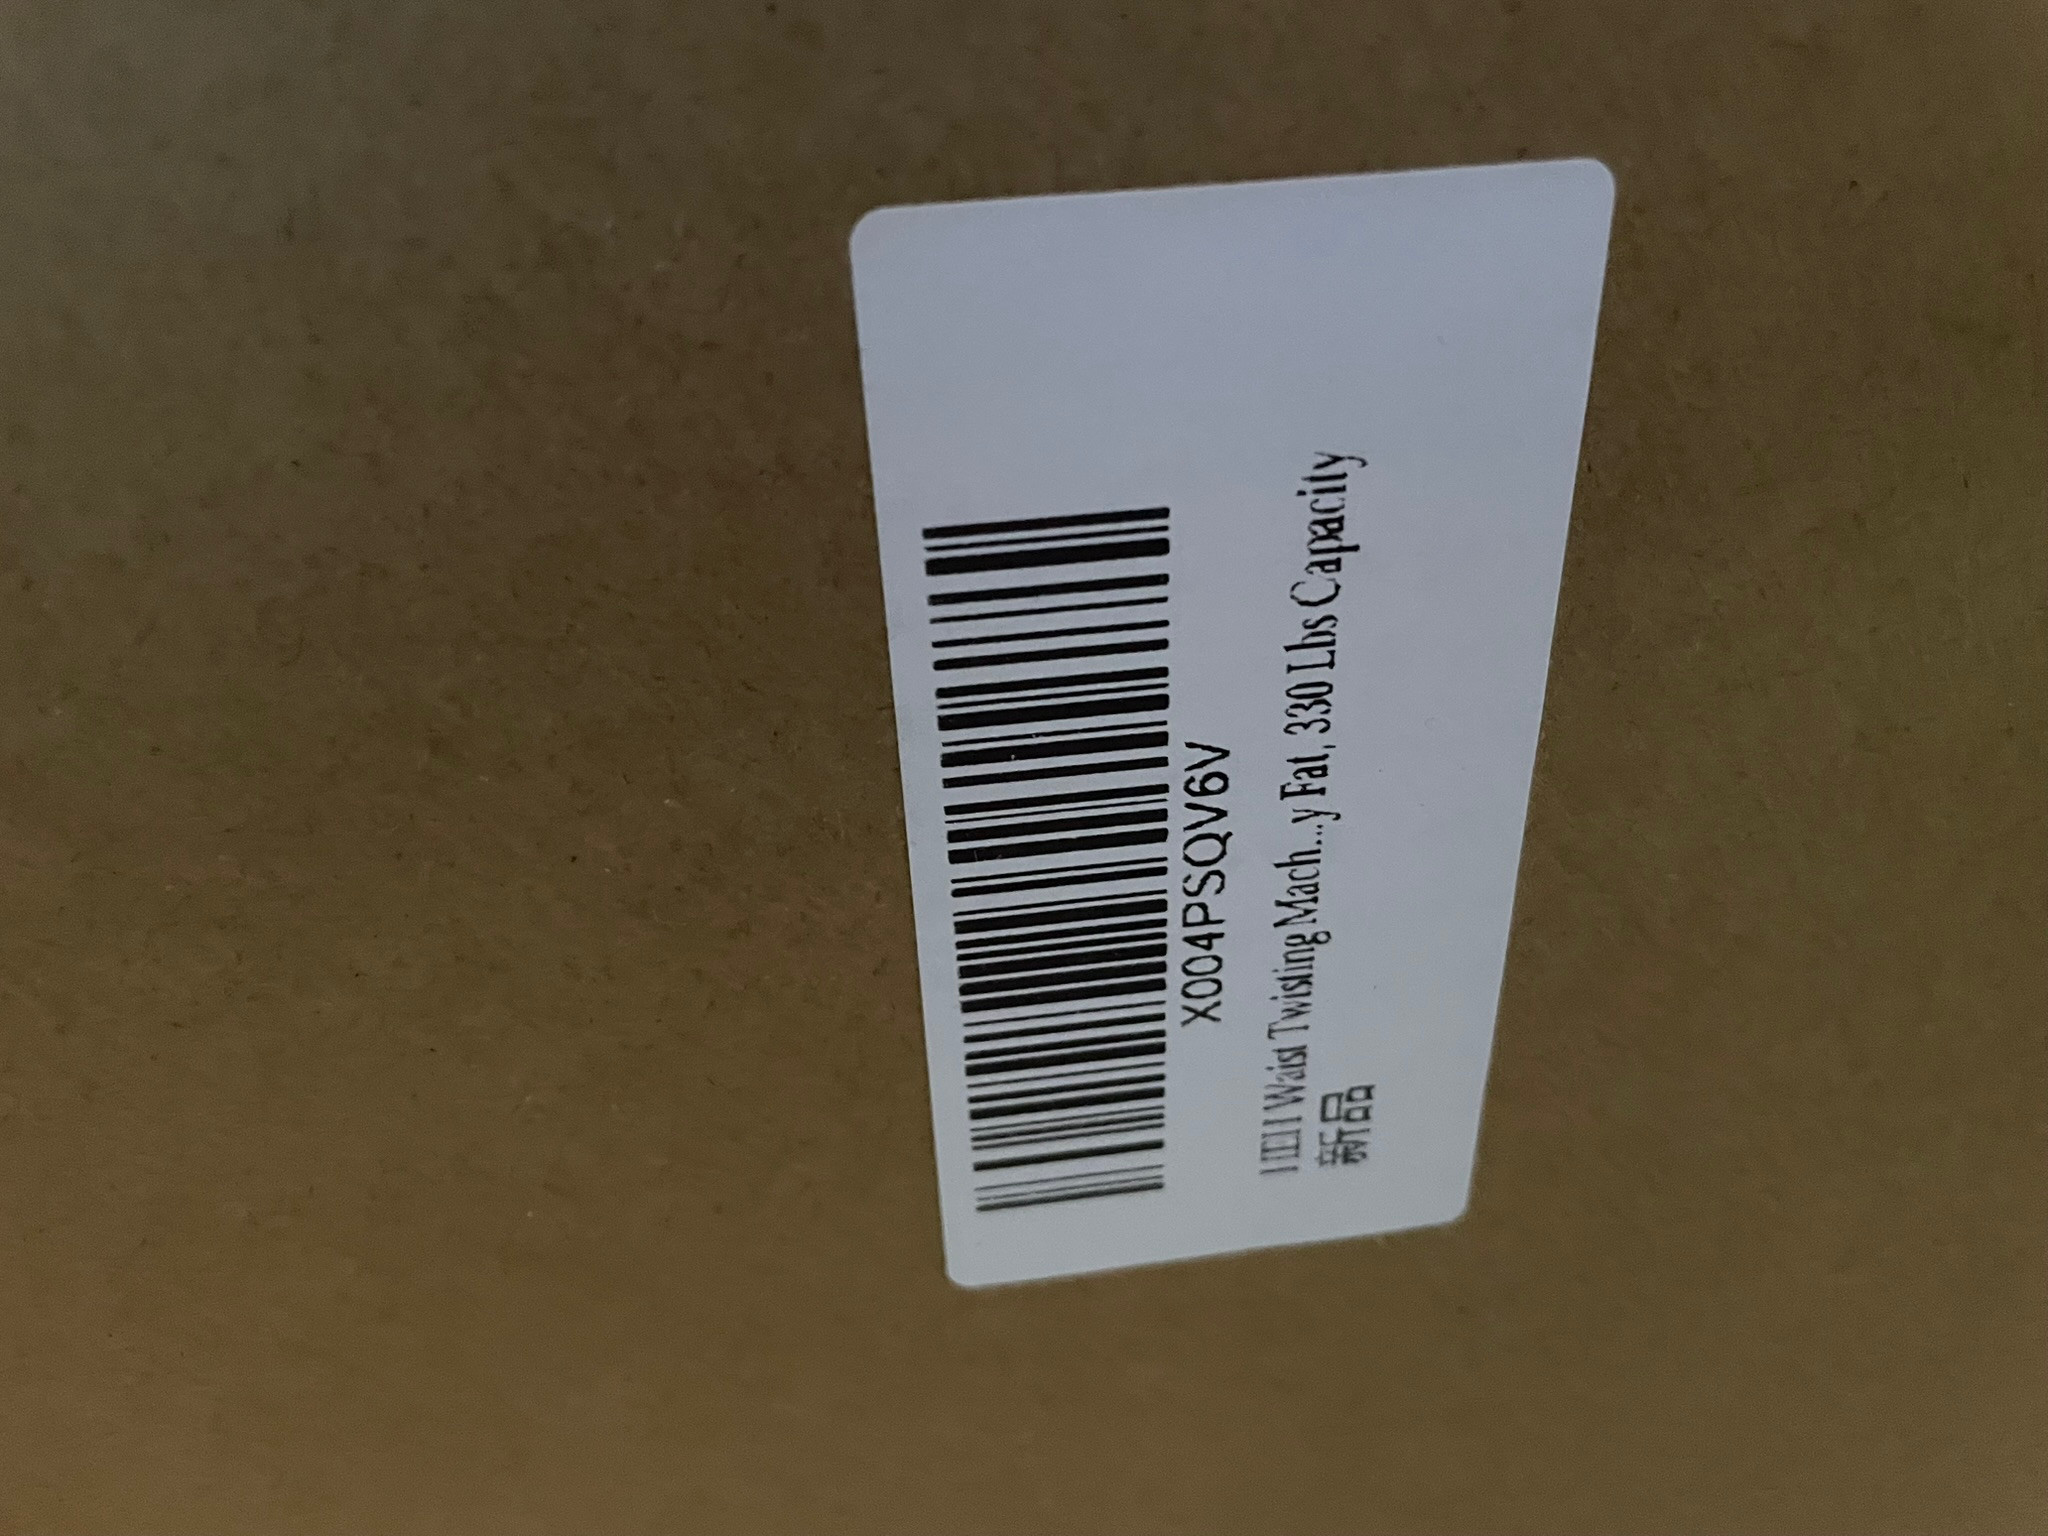 X004PSQV6V
Waist Twisting Mach...y Fat, 330 Lbs Capacity
新品